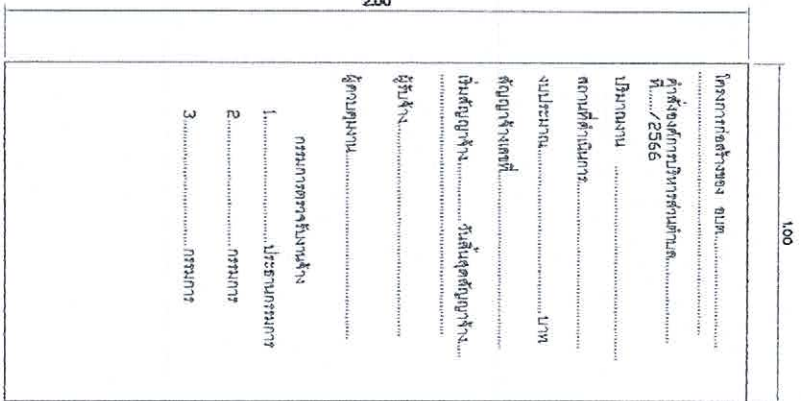 2.00
1.00
โครงการก่อสร้างของ อบต..............................
..........................................................................
คำสั่งองค์การบริหารส่วนตำบล....................
ที่....../2566
ปริมาณงาน ................................................
สถานที่ดำเนินการ........................................
งบประมาณ........................................บาท
สัญญาจ้างเลขที่..........................................
เริ่มสัญญาจ้าง................วันสิ้นสุดสัญญาจ้าง....
..........................................................................
ผู้รับจ้าง....................................................
ผู้ควบคุมงาน..............................................
กรรมการตรวจรับงานจ้าง
1................................ประธานกรรมการ
2................................กรรมการ
3................................กรรมการ